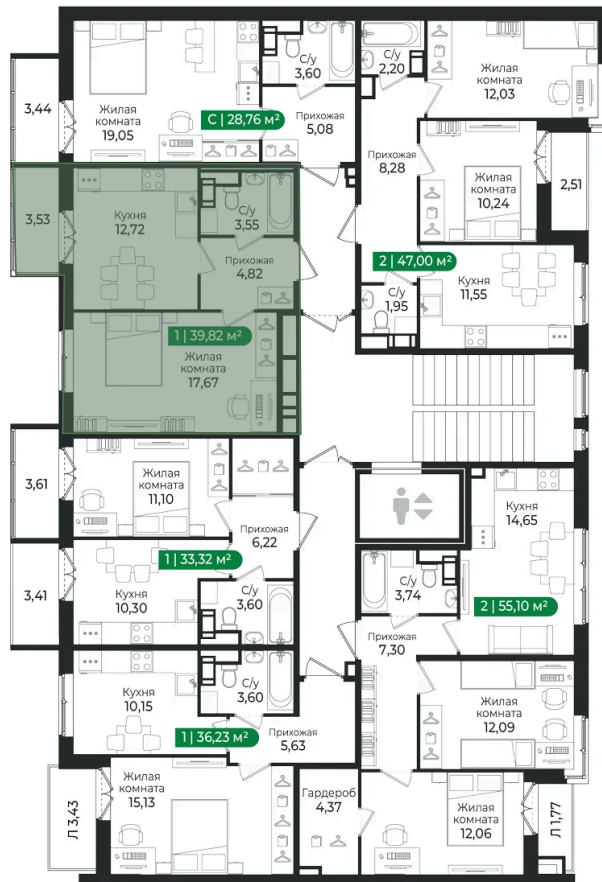 3,44
Жилая
комната
19,05
С/у
3,60
С | 28,76 м²
Прихожая
5,08
С/у
2,20
Жилая
комната
12,03
Прихожая
8,28
Жилая
комната
10,24
2,51
3,53
Кухня
12,72
С/у
3,55
Прихожая
4,82
2 | 47,00 м²
С/у
1,95
Кухня
11,55
1 | 39,82 м²
Жилая
комната
17,67
3,61
Жилая
комната
11,10
Прихожая
6,22
3,41
1 | 33,32 м²
Кухня
10,30
С/у
3,60
Кухня
14,65
С/у
3,74
2 | 55,10 м²
Прихожая
7,30
Кухня
10,15
С/у
3,60
1 | 36,23 м²
Прихожая
5,63
Жилая
комната
12,09
Л 3,43
Жилая
комната
15,13
Гардероб
4,37
Жилая
комната
12,06
Л 1,77